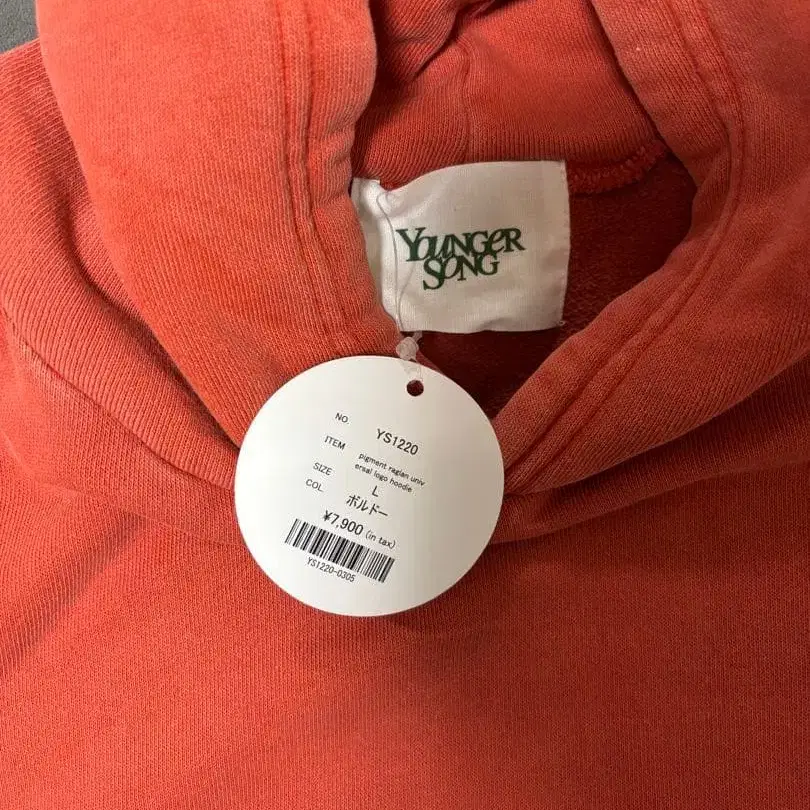 YOUNGER
SONG
NO. YS1220
ITEM pigment raglan univ
ersal logo hoodie
SIZE L
COL ボルドー
¥7,900 (in tax)
YS1220-0305